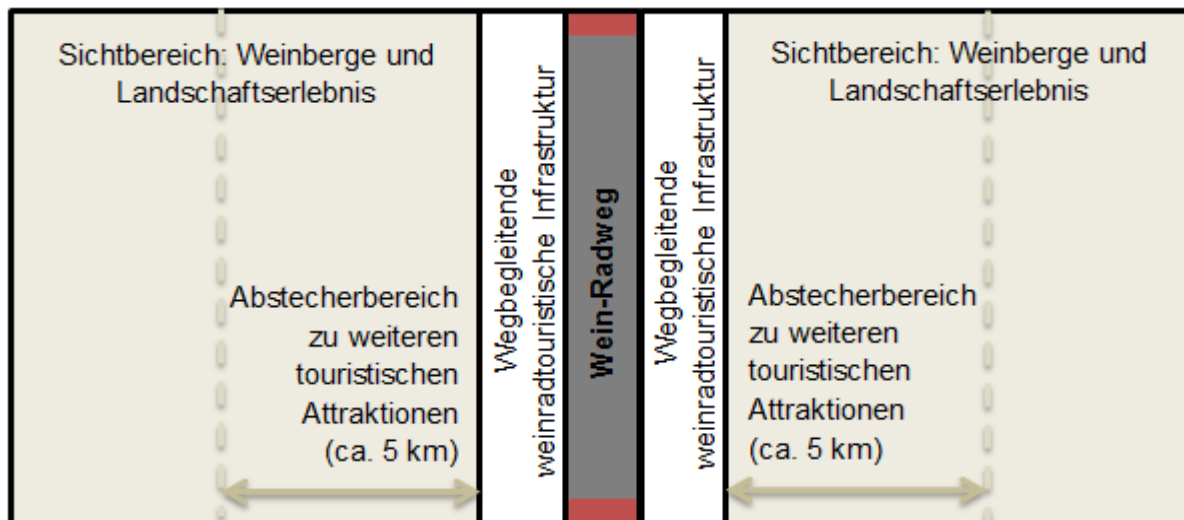 Sichtbereich: Weinberge und
Landschaftserlebnis
Abstecherbereich
zu weiteren
touristischen
Attraktionen
(ca. 5 km)
Wegbegleitende
weinradtouristische Infrastruktur
Wein-Radweg
Wegbegleitende
weinradtouristische Infrastruktur
Sichtbereich: Weinberge und
Landschaftserlebnis
Abstecherbereich
zu weiteren
touristischen
Attraktionen
(ca. 5 km)